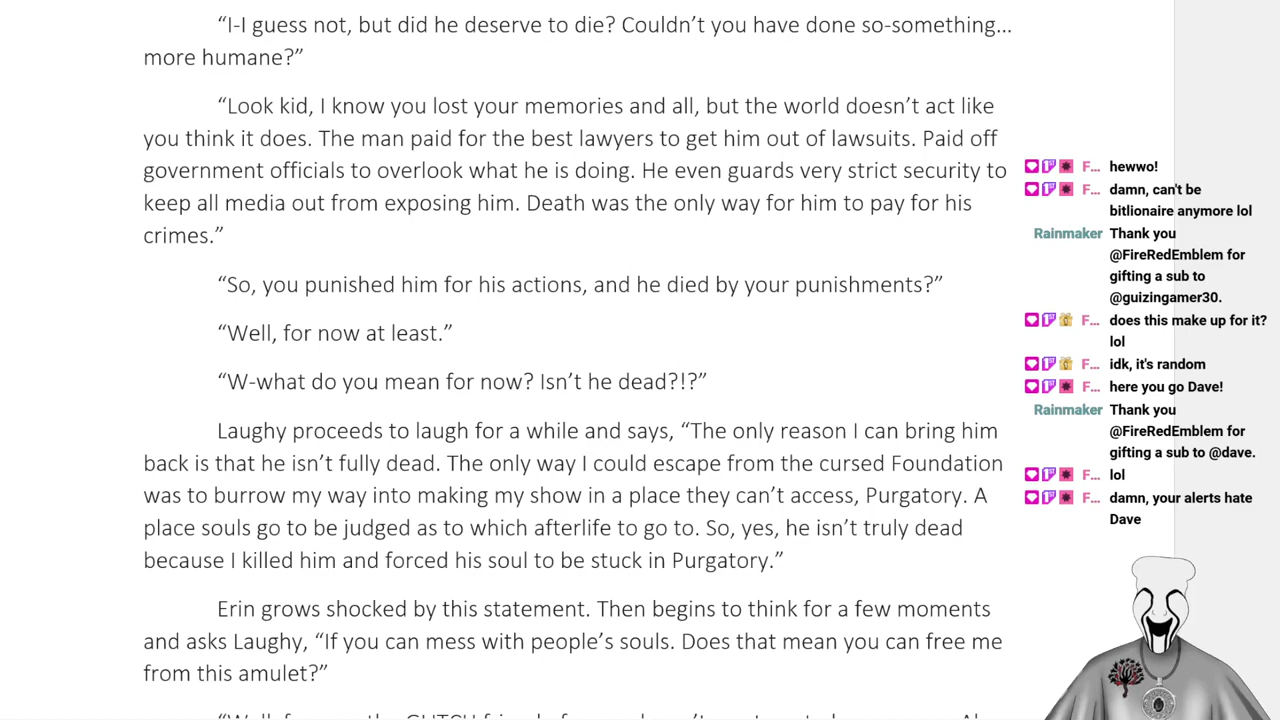 “I-I guess not, but did he deserve to die? Couldn’t you have done so-something…
more humane?”
“Look kid, I know you lost your memories and all, but the world doesn’t act like
you think it does. The man paid for the best lawyers to get him out of lawsuits. Paid off
government officials to overlook what he is doing. He even guards very strict security to
keep all media out from exposing him. Death was the only way for him to pay for his
crimes.”
“So, you punished him for his actions, and he died by your punishments?”
“Well, for now at least.”
“W-what do you mean for now? Isn’t he dead?!?”
Laughy proceeds to laugh for a while and says, “The only reason I can bring him
back is that he isn’t fully dead. The only way I could escape from the cursed Foundation
was to burrow my way into making my show in a place they can’t access, Purgatory. A
place souls go to be judged as to which afterlife to go to. So, yes, he isn’t truly dead
because I killed him and forced his soul to be stuck in Purgatory.”
Erin grows shocked by this statement. Then begins to think for a few moments
and asks Laughy, “If you can mess with people’s souls. Does that mean you can free me
from this amulet?”
F… hewwo!
F… damn, can't be
bitlionaire anymore lol
Rainmaker Thank you
@FireRedEmblem for
gifting a sub to
@guizingamer30.
F… does this make up for it?
lol
F… idk, it's random
F… here you go Dave!
Rainmaker Thank you
@FireRedEmblem for
gifting a sub to @dave.
F… lol
F… damn, your alerts hate
Dave